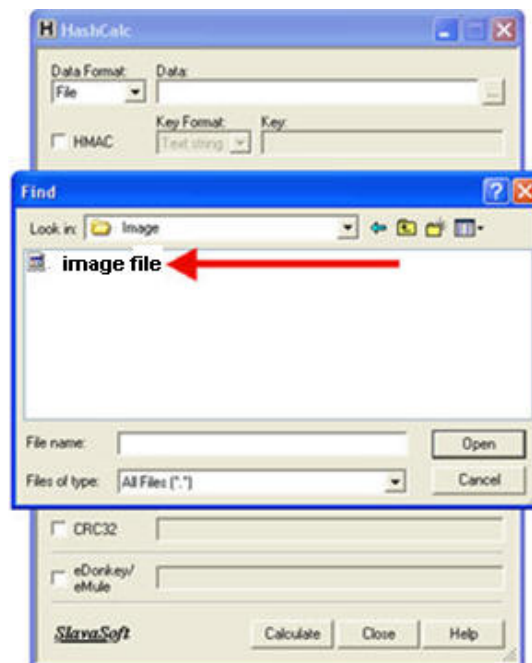 HashCalc
Data Format: Data:
File
...
Key Format: Key:
HMAC Text string
Find
Look in: Image
image file
File name:
Open
Files of type: All Files (*.*)
Cancel
CRC32
eDonkey/
eMule
SlavaSoft Calculate Close Help